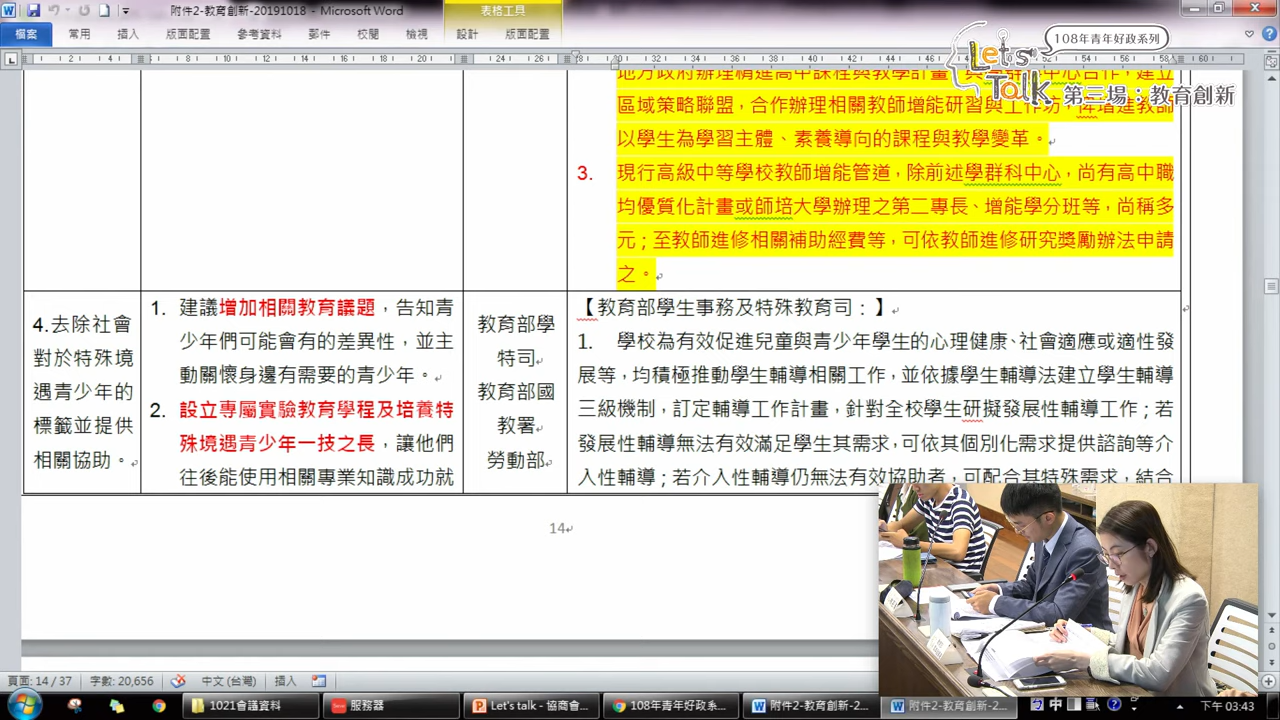 附件2-教育創新-20191018 - Microsoft Word
表格工具
檔案
常用
插入
版面配置
參考資料
郵件
校閱
檢視
設計
版面配置
108年青年好政系列
Let's Talk
第三場：教育創新
地方政府辦理精進高中課程與教學計畫
中心合作，建立
區域策略聯盟，合作辦理相關教師增能研習與工作坊，俾增進教師
以學生為學習主體、素養導向的課程與教學變革。
3. 現行高級中等學校教師增能管道，除前述學群科中心，尚有高中職
均優質化計畫或師培大學辦理之第二專長、增能學分班等，尚稱多
元；至教師進修相關補助經費等，可依教師進修研究獎勵辦法申請
之。
4.去除社會
對於特殊境
遇青少年的
標籤並提供
相關協助。
1. 建議增加相關教育議題，告知青
少年們可能會有的差異性，並主
動關懷身邊有需要的青少年。
2. 設立專屬實驗教育學程及培養特
殊境遇青少年一技之長，讓他們
往後能使用相關專業知識成功就
教育部學
特司
教育部國
教署
勞動部
【教育部學生事務及特殊教育司：】
1. 學校為有效促進兒童與青少年學生的心理健康、社會適應或適性發
展等，均積極推動學生輔導相關工作，並依據學生輔導法建立學生輔導
三級機制，訂定輔導工作計畫，針對全校學生研擬發展性輔導工作；若
發展性輔導無法有效滿足學生其需求，可依其個別化需求提供諮詢等介
入性輔導；若介入性輔導仍無法有效協助者，可配合其特殊需求，結合
14
頁面: 14 / 37
字數: 20,656
中文 (台灣)
插入
1021會議資料
服務器
Let's talk - 協商會...
108年青年好政系...
附件2-教育創新-2...
附件2-教育創新-2...
中
下午 03:43